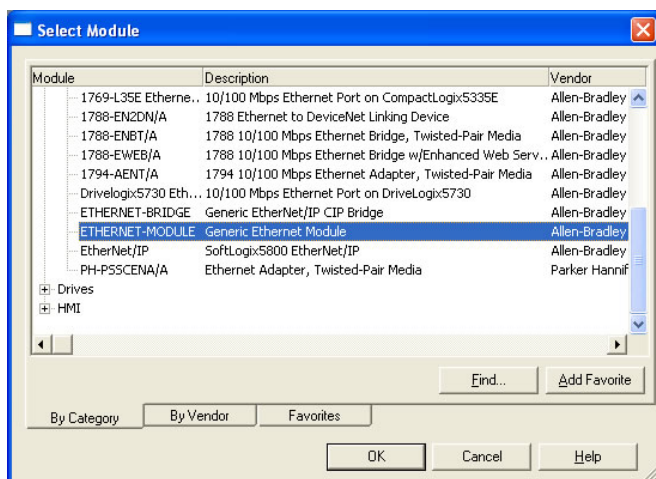 Select Module
Module Description Vendor
1769-L35E Etherne.. 10/100 Mbps Ethernet Port on CompactLogix5335E Allen-Bradley
1788-EN2DN/A 1788 Ethernet to DeviceNet Linking Device Allen-Bradley
1788-ENBT/A 1788 10/100 Mbps Ethernet Bridge, Twisted-Pair Media Allen-Bradley
1788-EWEB/A 1788 10/100 Mbps Ethernet Bridge w/Enhanced Web Serv.. Allen-Bradley
1794-AENT/A 1794 10/100 Mbps Ethernet Adapter, Twisted-Pair Media Allen-Bradley
Drivelogix5730 Eth... 10/100 Mbps Ethernet Port on DriveLogix5730 Allen-Bradley
ETHERNET-BRIDGE Generic EtherNet/IP CIP Bridge Allen-Bradley
ETHERNET-MODULE Generic Ethernet Module Allen-Bradley
EtherNet/IP SoftLogix5800 EtherNet/IP Allen-Bradley
PH-PSSCENA/A Ethernet Adapter, Twisted-Pair Media Parker Hannif
Drives
HMI
Find... Add Favorite
By Category By Vendor Favorites
OK Cancel Help